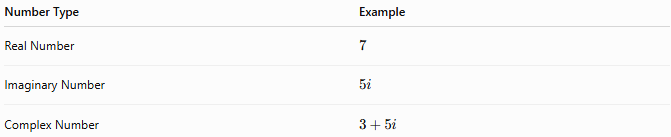 Number Type Example
Real Number 7
Imaginary Number 5i
Complex Number 3 + 5i